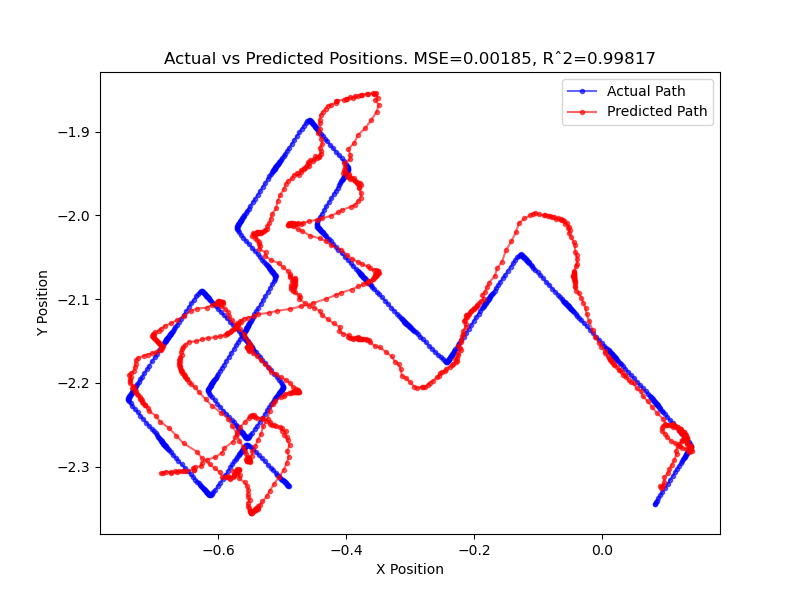 Actual vs Predicted Positions. MSE=0.00185, Rˆ2=0.99817
Actual Path
Predicted Path
−1.9
−2.0
−2.1
−2.2
−2.3
Y Position
−0.6
−0.4
−0.2
0.0
X Position